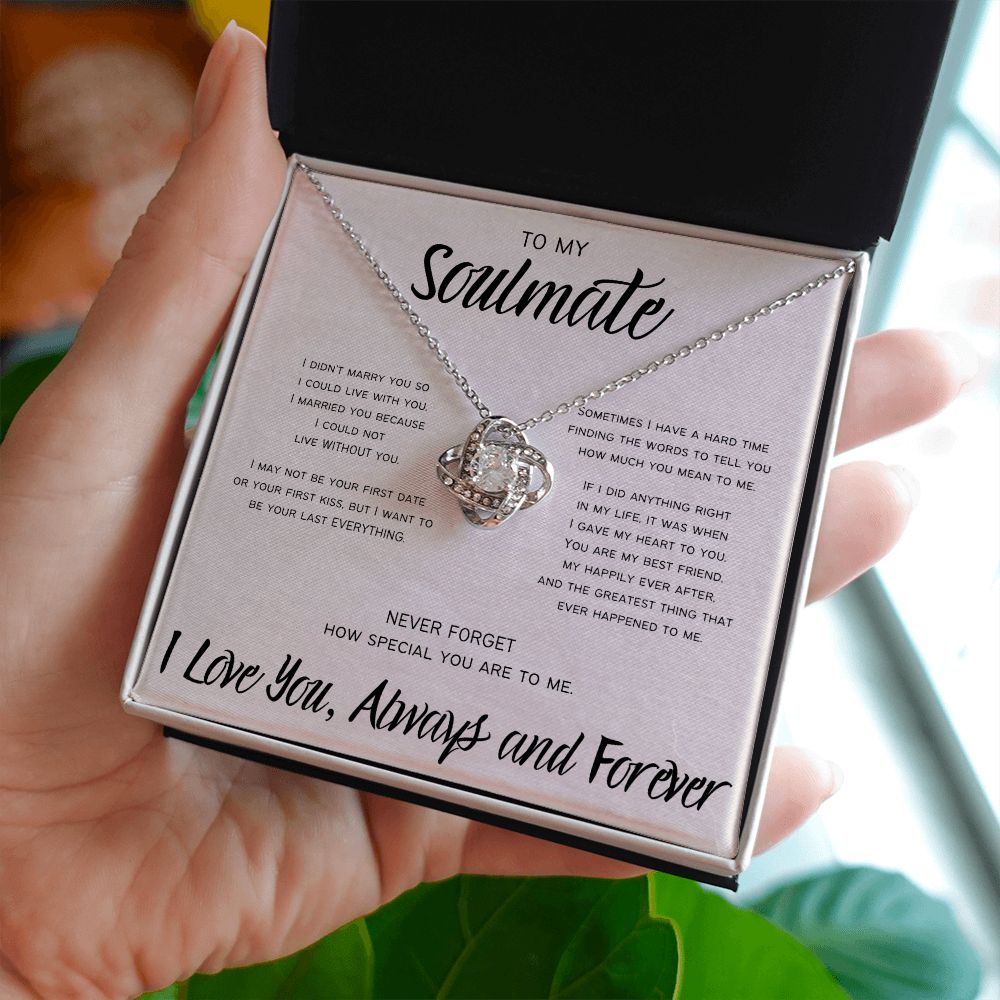 TO MY
Soulmate
I DIDN'T MARRY YOU SO
I COULD LIVE WITH YOU.
I MARRIED YOU BECAUSE
I COULD NOT
LIVE WITHOUT YOU.
I MAY NOT BE YOUR FIRST DATE
OR YOUR FIRST KISS, BUT I WANT TO
BE YOUR LAST EVERYTHING.
SOMETIMES I HAVE A HARD TIME
FINDING THE WORDS TO TELL YOU
HOW MUCH YOU MEAN TO ME.
IF I DID ANYTHING RIGHT
IN MY LIFE, IT WAS WHEN
I GAVE MY HEART TO YOU.
YOU ARE MY BEST FRIEND,
MY HAPPILY EVER AFTER,
AND THE GREATEST THING THAT
EVER HAPPENED TO ME.
NEVER FORGET
HOW SPECIAL YOU ARE TO ME.
I Love You, Always and Forever